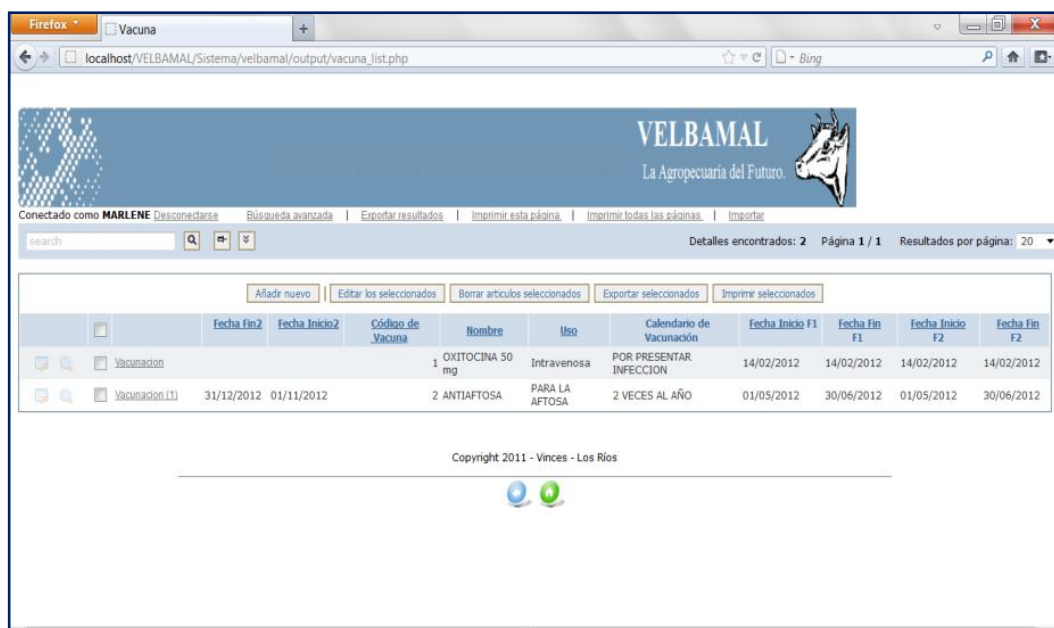 Firefox
Vacuna
localhost/VELBAMAL/Sistema/velbamal/output/vacuna_list.php
Bing
VELBAMAL
La Agropecuaría del Futuro.
Conectado como MARLENE Desconectarse Búsqueda avanzada | Exportar resultados | Imprimir esta página | Imprimir todas las páginas | Importar
search
Detalles encontrados: 2 Página 1 / 1 Resultados por página: 20
Añadir nuevo | Editar los seleccionados Borrar articulos seleccionados Exportar seleccionados Imprimir seleccionados
Fecha Fin2 Fecha Inicio2 Código de Vacuna Nombre Uso Calendario de Vacunación Fecha Inicio F1 Fecha Fin F1 Fecha Inicio F2 Fecha Fin F2
Vacunacion 1 OXITOCINA 50 mg Intravenosa POR PRESENTAR INFECCION 14/02/2012 14/02/2012 14/02/2012 14/02/2012
Vacunacion (1) 31/12/2012 01/11/2012 2 ANTIAFTOSA PARA LA AFTOSA 2 VECES AL AÑO 01/05/2012 30/06/2012 01/05/2012 30/06/2012
Copyright 2011 - Vinces - Los Ríos